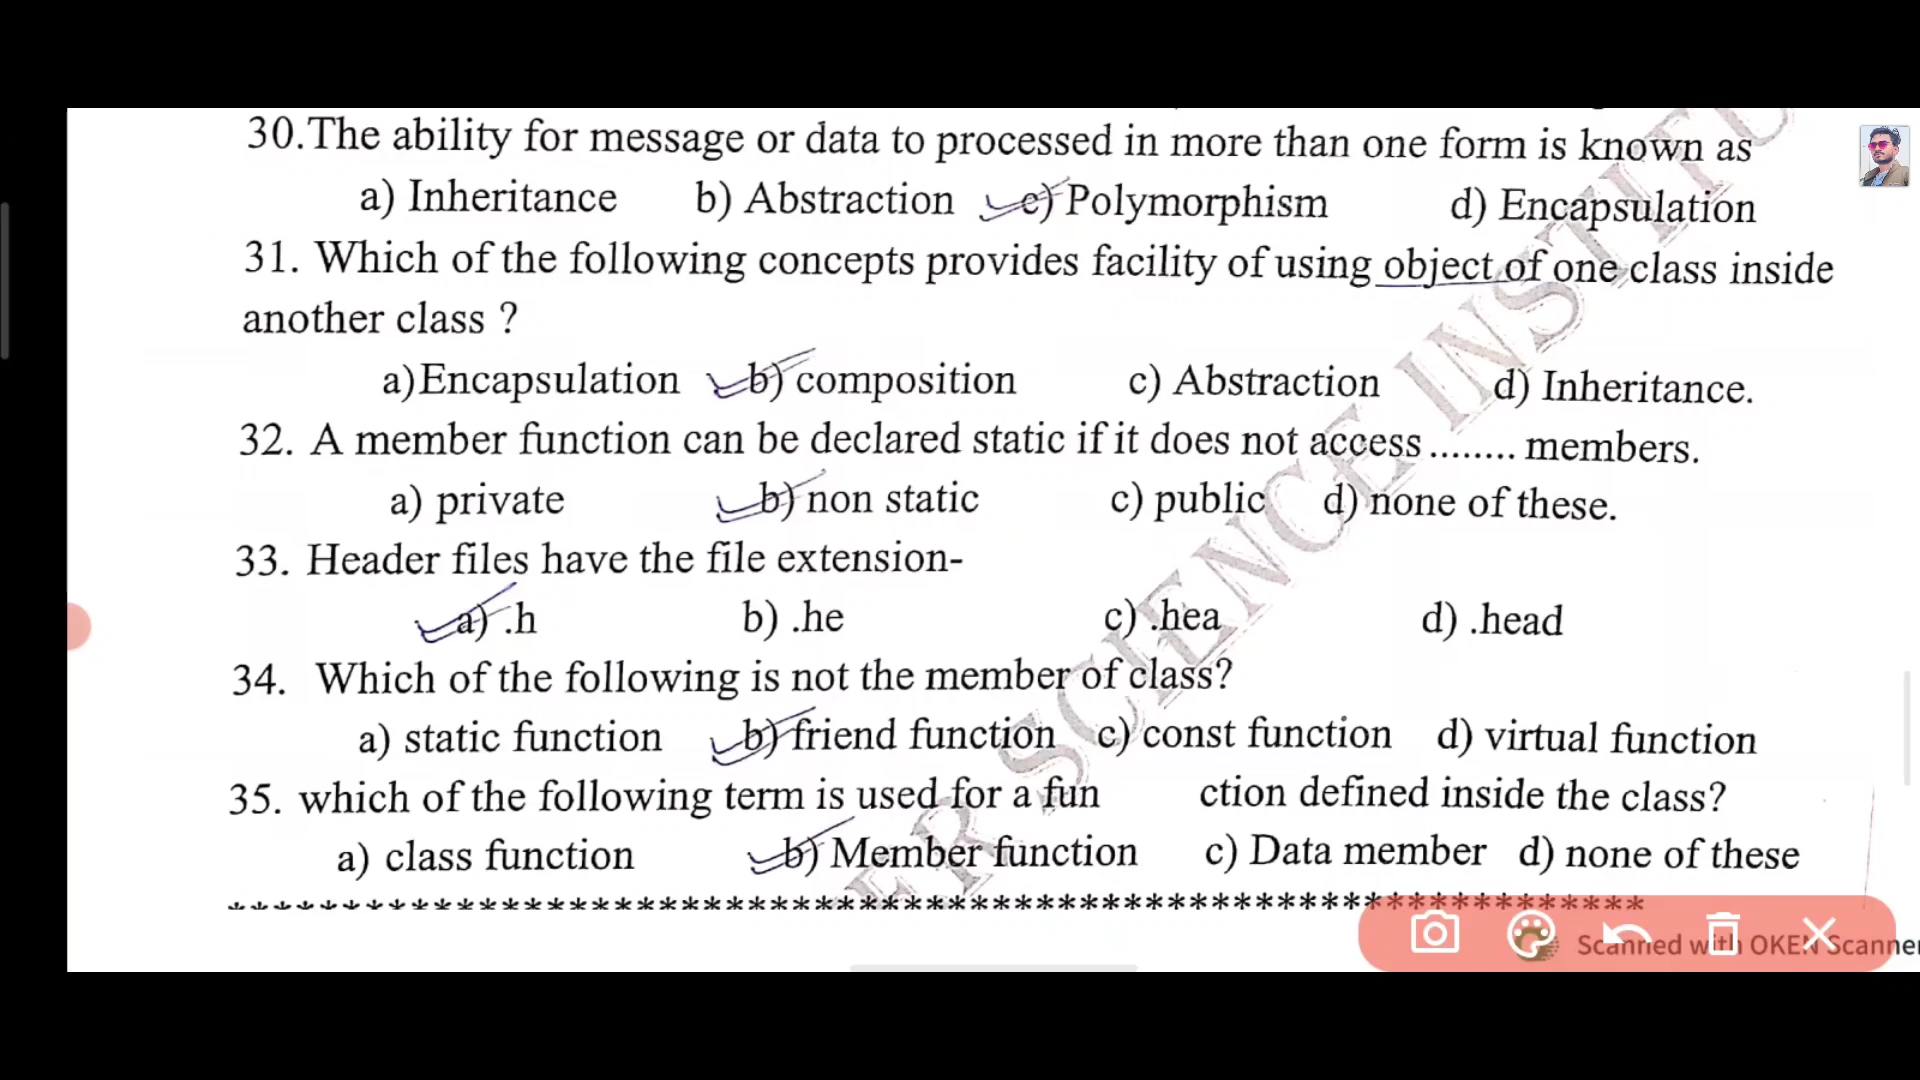 30.The ability for message or data to processed in more than one form is known as
a) Inheritance b) Abstraction c) Polymorphism d) Encapsulation
31. Which of the following concepts provides facility of using object of one class inside
another class ?
a)Encapsulation b) composition c) Abstraction d) Inheritance.
32. A member function can be declared static if it does not access ........ members.
a) private b) non static c) public d) none of these.
33. Header files have the file extension-
a) .h b) .he c) .hea d) .head
34. Which of the following is not the member of class?
a) static function b) friend function c) const function d) virtual function
35. which of the following term is used for a fun ction defined inside the class?
a) class function b) Member function c) Data member d) none of these
ER SCIENCE INSTITU
Scanned with OKEN Scanner